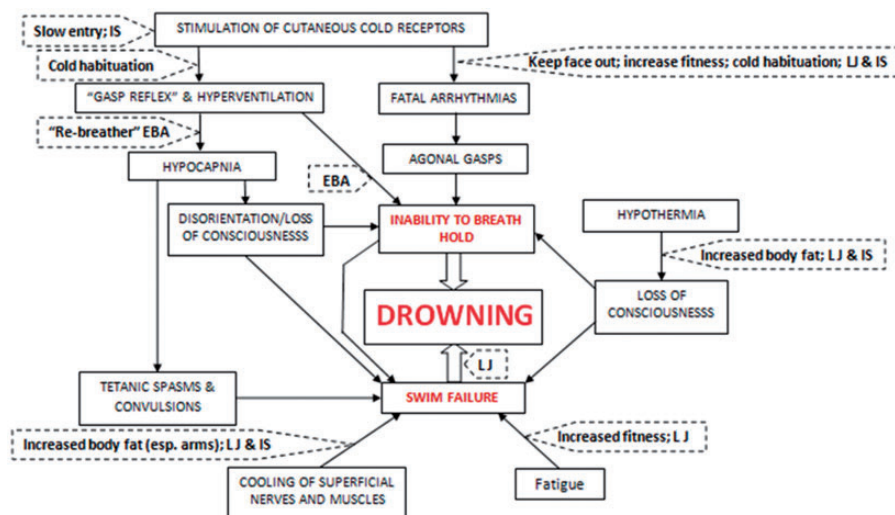 Slow entry; IS
STIMULATION OF CUTANEOUS COLD RECEPTORS
Cold habituation
Keep face out; increase fitness; cold habituation; LJ & IS
"GASP REFLEX" & HYPERVENTILATION
FATAL ARRHYTHMIAS
"Re-breather" EBA
HYPOCAPNIA
AGONAL GASPS
EBA
DISORIENTATION/LOSS
OF CONSCIOUSNESSS
INABILITY TO BREATH
HOLD
HYPOTHERMIA
Increased body fat; LJ & IS
LOSS OF
CONSCIOUSNESSS
DROWNING
LJ
TETANIC SPASMS &
CONVULSIONS
SWIM FAILURE
Increased body fat (esp. arms); LJ & IS
Increased fitness; L J
COOLING OF SUPERFICIAL
NERVES AND MUSCLES
Fatigue